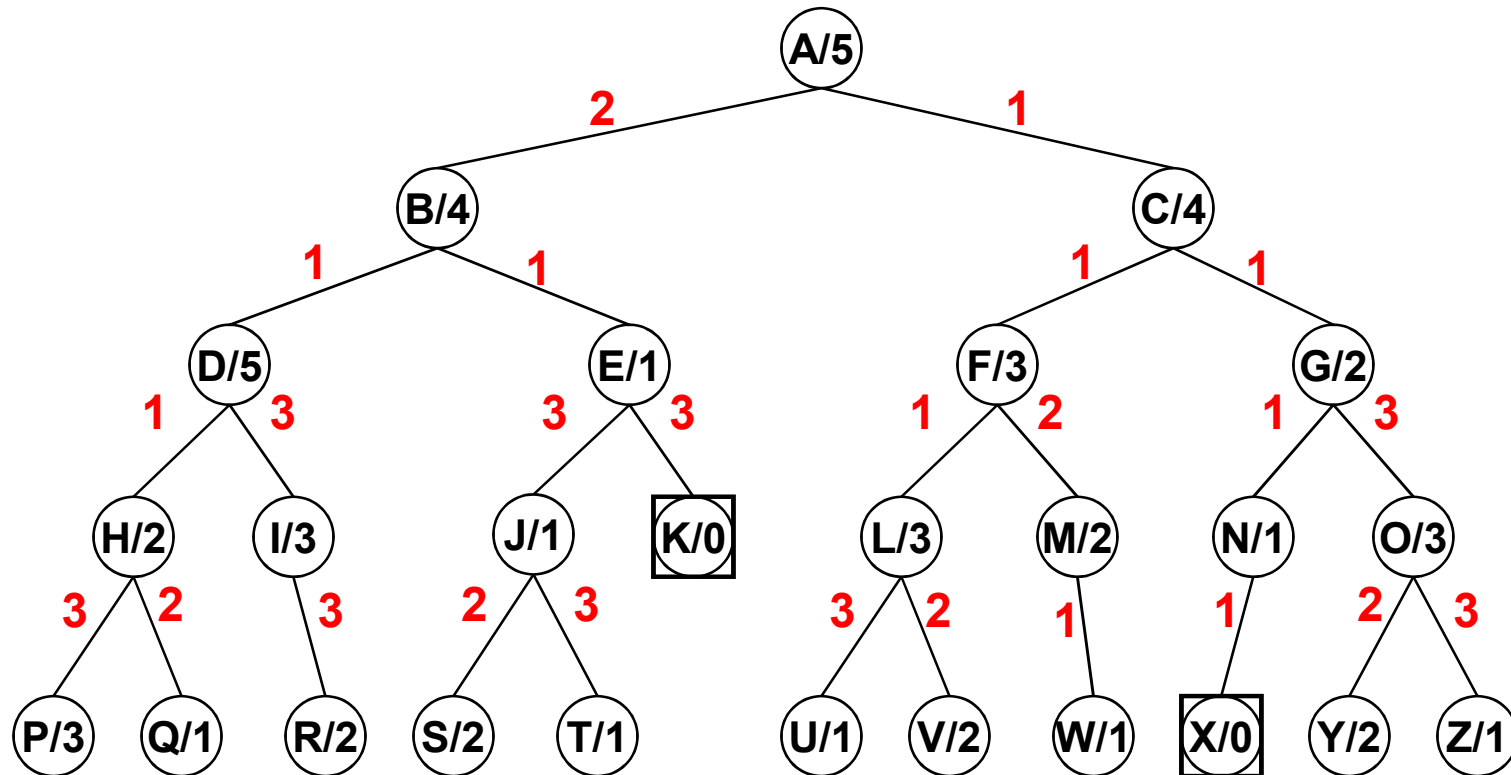 A/5
2 1
B/4 C/4
1 1 1 1
D/5 E/1 F/3 G/2
1 3 3 3 1 2 1 3
H/2 I/3 J/1 K/0 L/3 M/2 N/1 O/3
3 2 3 2 3 3 2 1 1 2 3
P/3 Q/1 R/2 S/2 T/1 U/1 V/2 W/1 X/0 Y/2 Z/1